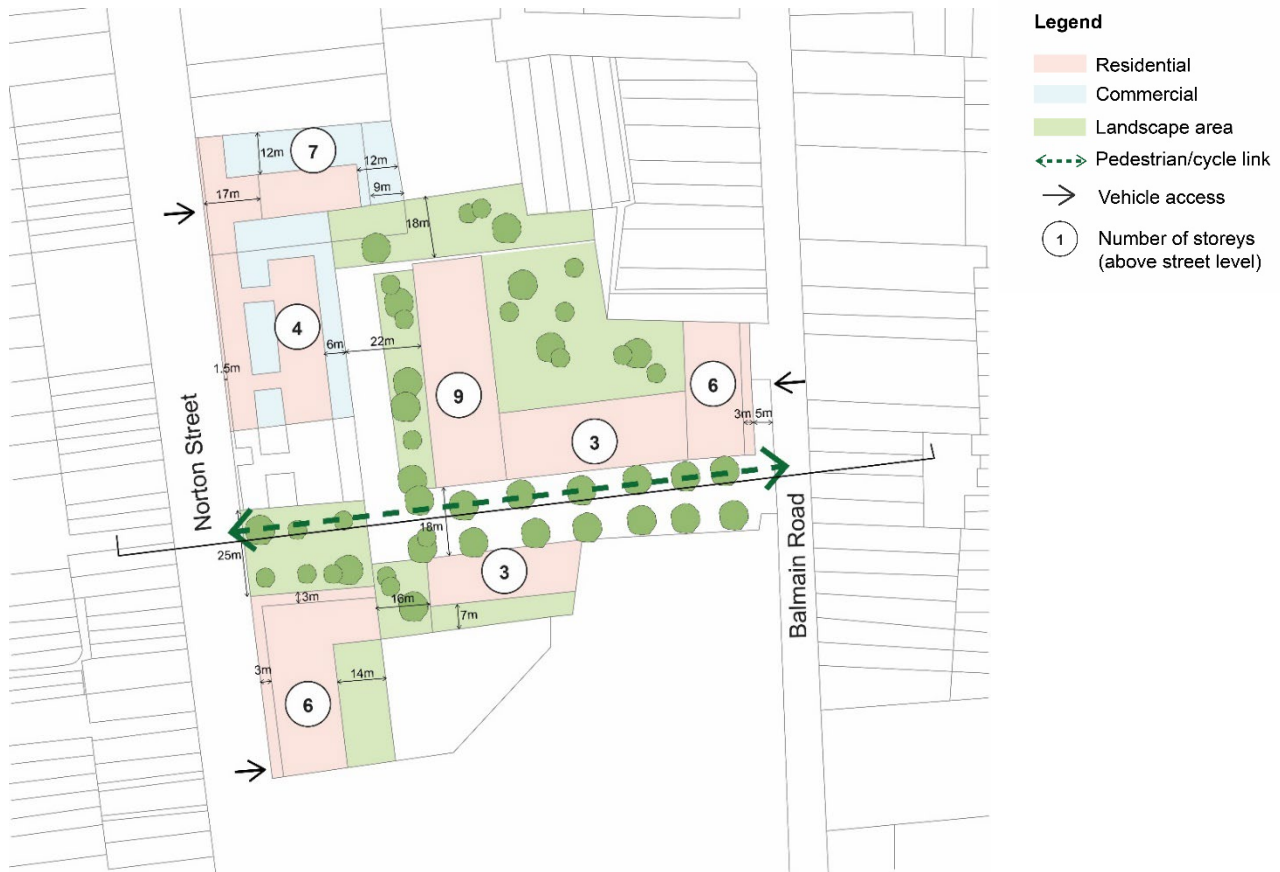 Legend
Residential
Commercial
Landscape area
Pedestrian/cycle link
Vehicle access
1
Number of storeys
(above street level)
12m
7
12m
17m
9m
18m
4
6m
22m
1.5m
9
6
3m
5m
3
Norton Street
18m
25m
3
13m
16m
7m
Balmain Road
3m
14m
6